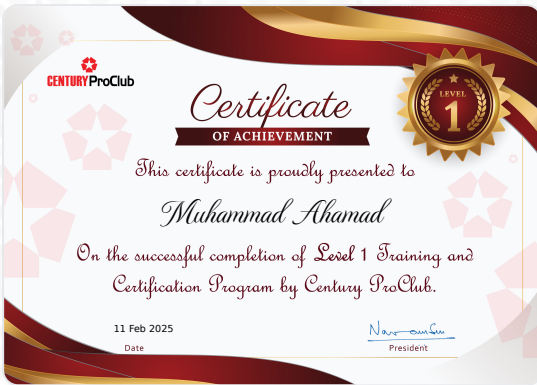 CENTURY ProClub
LEVEL
1
Certificate
OF ACHIEVEMENT
This certificate is proudly presented to
Muhammad Ahamad
On the successful completion of Level 1 Training and
Certification Program by Century ProClub.
11 Feb 2025
Date
President